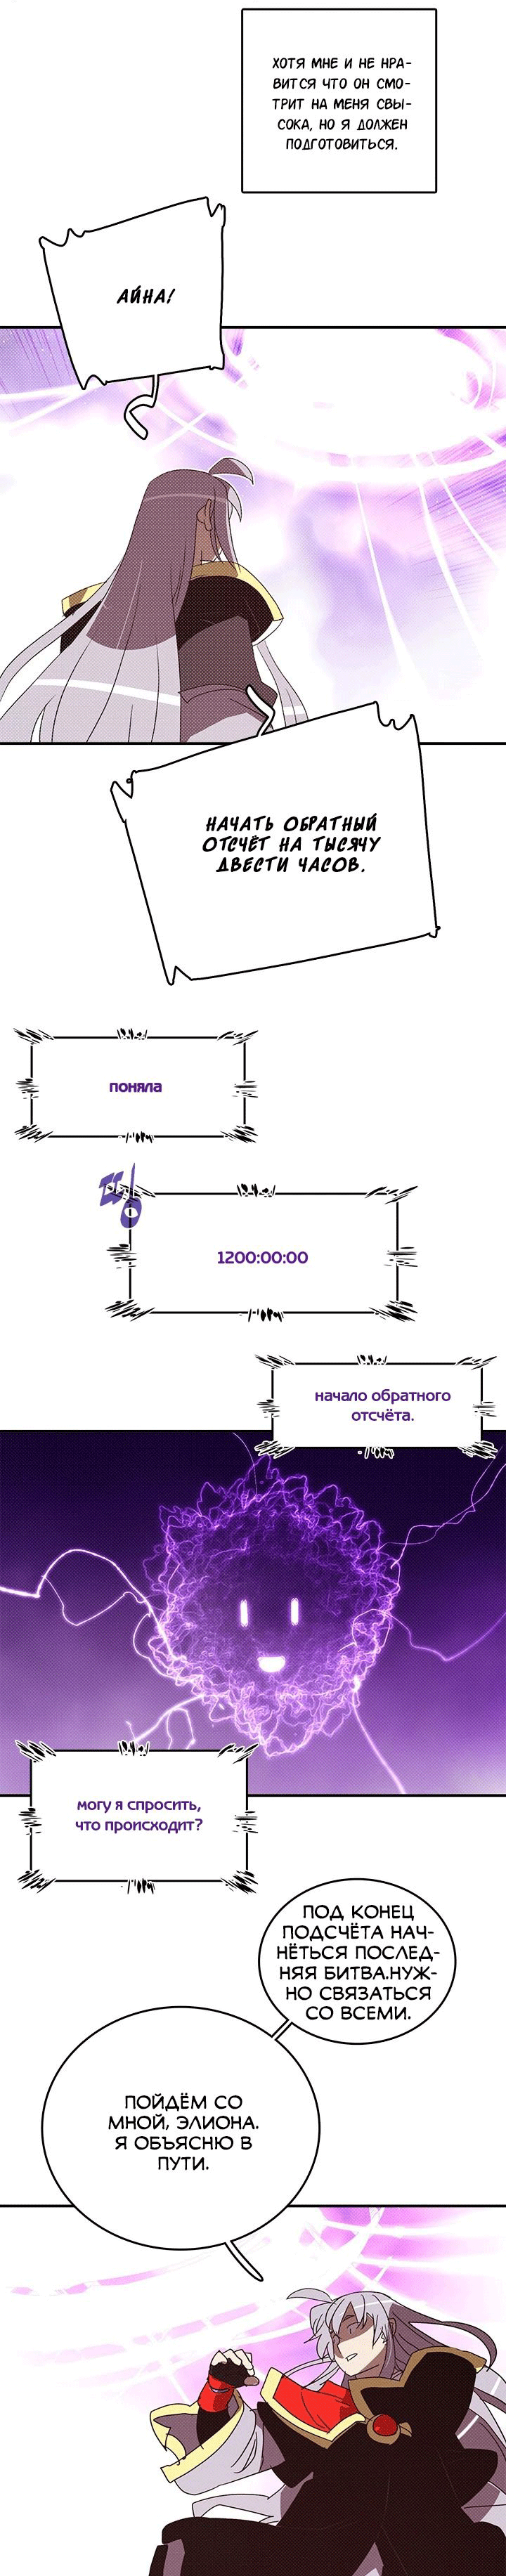 ХОТЯ МНЕ И НЕ НРА-
ВИТСЯ ЧТО ОН СМО-
ТРИТ НА МЕНЯ СВЫ-
СОКА, НО Я ДОЛЖЕН
ПОДГОТОВИТЬСЯ.
АЙНА!
НАЧАТЬ ОБРАТНЫЙ
ОТСЧЁТ НА ТЫСЯЧУ
ДВЕСТИ ЧАСОВ.
поняла
1200:00:00
начало обратного
отсчёта.
могу я спросить,
что происходит?
ПОД КОНЕЦ
ПОДСЧЁТА НАЧ-
НЁТЬСЯ ПОСЛЕД-
НЯЯ БИТВА.НУЖ-
НО СВЯЗАТЬСЯ
СО ВСЕМИ.
ПОЙДЁМ СО
МНОЙ, ЭЛИОНА.
Я ОБЪЯСНЮ В
ПУТИ.